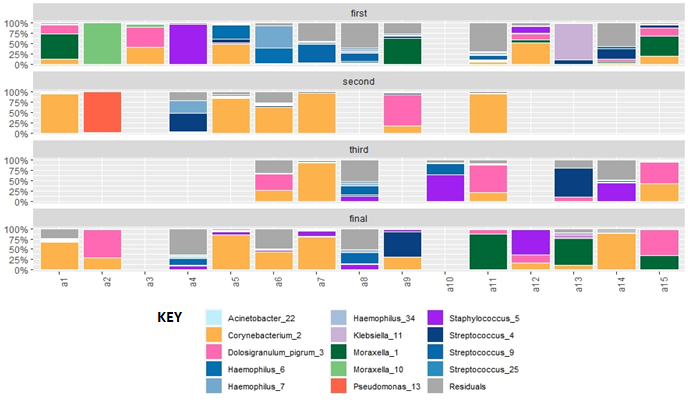 first
100%
75%
50%
25%
0%
second
100%
75%
50%
25%
0%
third
100%
75%
50%
25%
0%
final
100%
75%
50%
25%
0%
a1 a2 a3 a4 a5 a6 a7 a8 a9 a10 a11 a12 a13 a14 a15
KEY
Acinetobacter_22 Haemophilus_34 Staphylococcus_5
Corynebacterium_2 Klebsiella_11 Streptococcus_4
Dolosigranulum_pigrum_3 Moraxella_1 Streptococcus_9
Haemophilus_6 Moraxella_10 Streptococcus_25
Haemophilus_7 Pseudomonas_13 Residuals